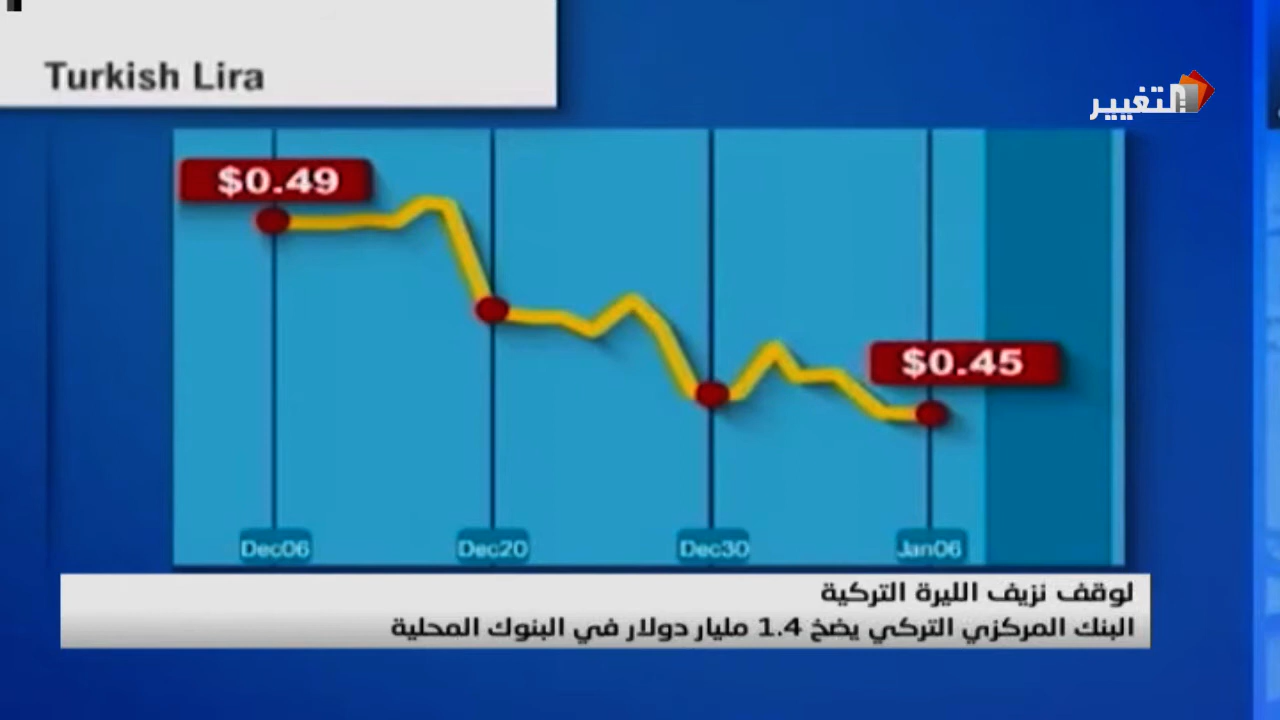 Turkish Lira
التغيير
$0.49
$0.45
Dec06 Dec20 Dec30 Jan06
لوقف نزيف الليرة التركية
البنك المركزي التركي يضخ 1.4 مليار دولار في البنوك المحلية